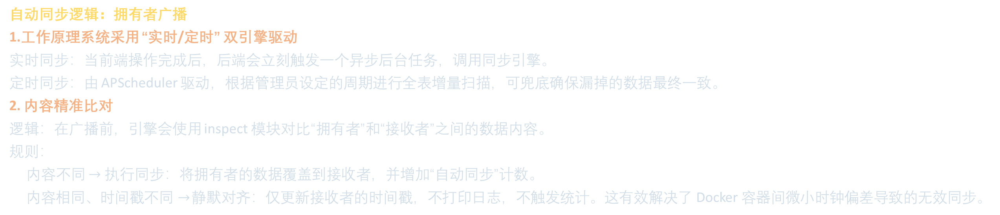 自动同步逻辑：拥有者广播
1.工作原理系统采用 “实时/定时” 双引擎驱动
实时同步：当前端操作完成后，后端会立刻触发一个异步后台任务，调用同步引擎。
定时同步：由 APScheduler 驱动，根据管理员设定的周期进行全表增量扫描，可兜底确保漏掉的数据最终一致。
2. 内容精准比对
逻辑：在广播前，引擎会使用 inspect 模块对比“拥有者”和“接收者”之间的数据内容。
规则：
内容不同 → 执行同步：将拥有者的数据覆盖到接收者，并增加“自动同步”计数。
内容相同、时间戳不同 →静默对齐：仅更新接收者的时间戳，不打印日志，不触发统计。这有效解决了 Docker 容器间微小时钟偏差导致的无效同步。